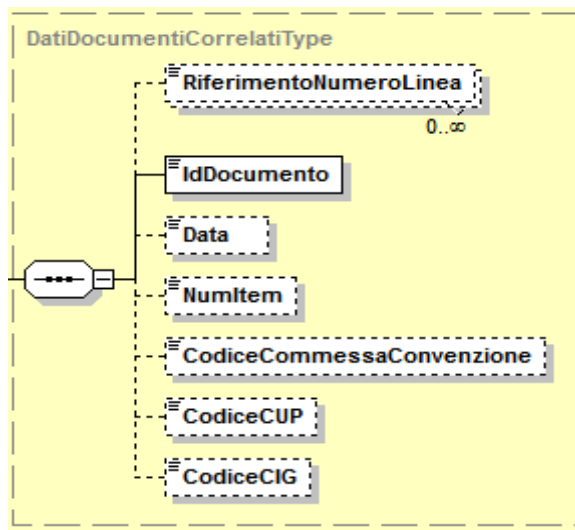 DatiDocumentiCorrelatiType
RiferimentoNumeroLinea
0..∞
IdDocumento
Data
NumItem
CodiceCommessaConvenzione
CodiceCUP
CodiceCIG